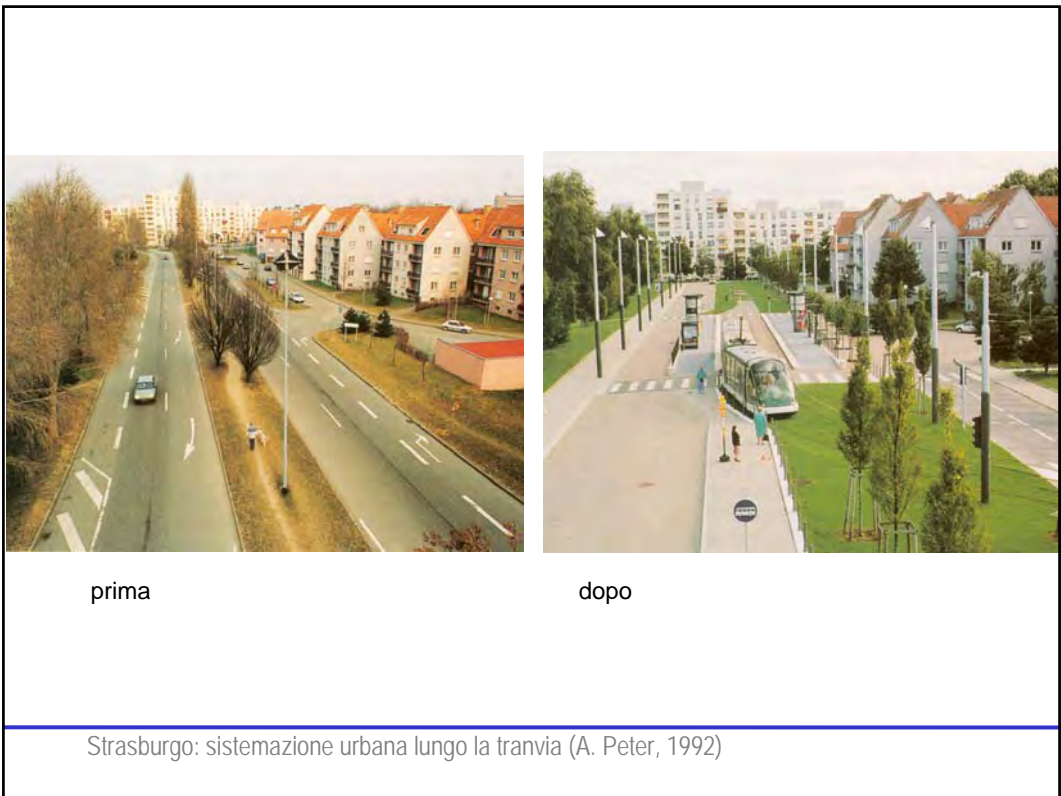 prima
dopo
Strasburgo: sistemazione urbana lungo la tranvia (A. Peter, 1992)